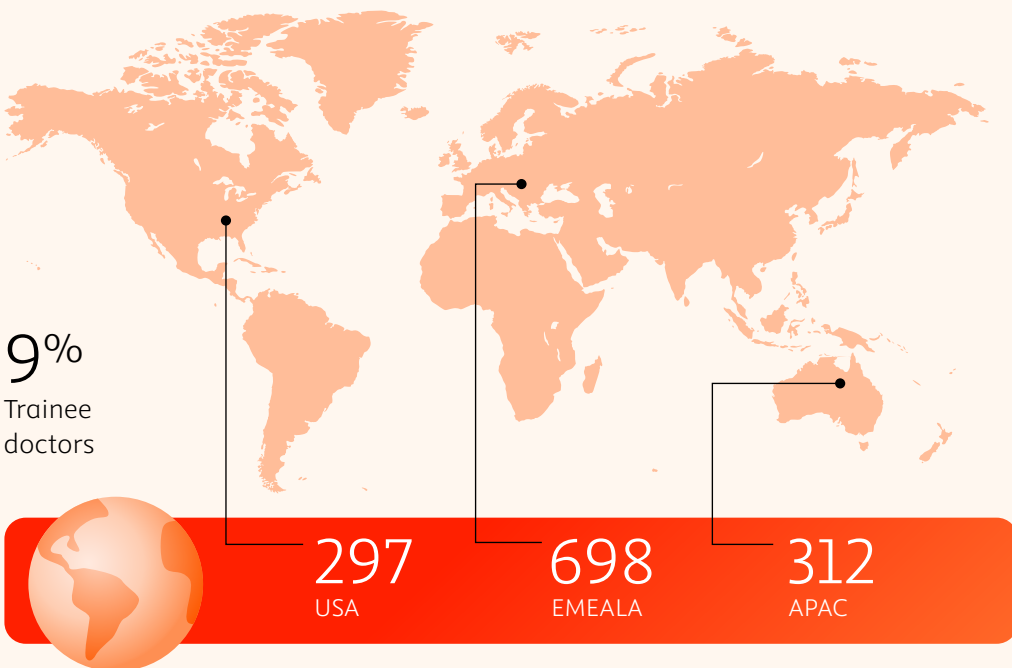 9%
Trainee
doctors
297
USA
698
EMEALA
312
APAC